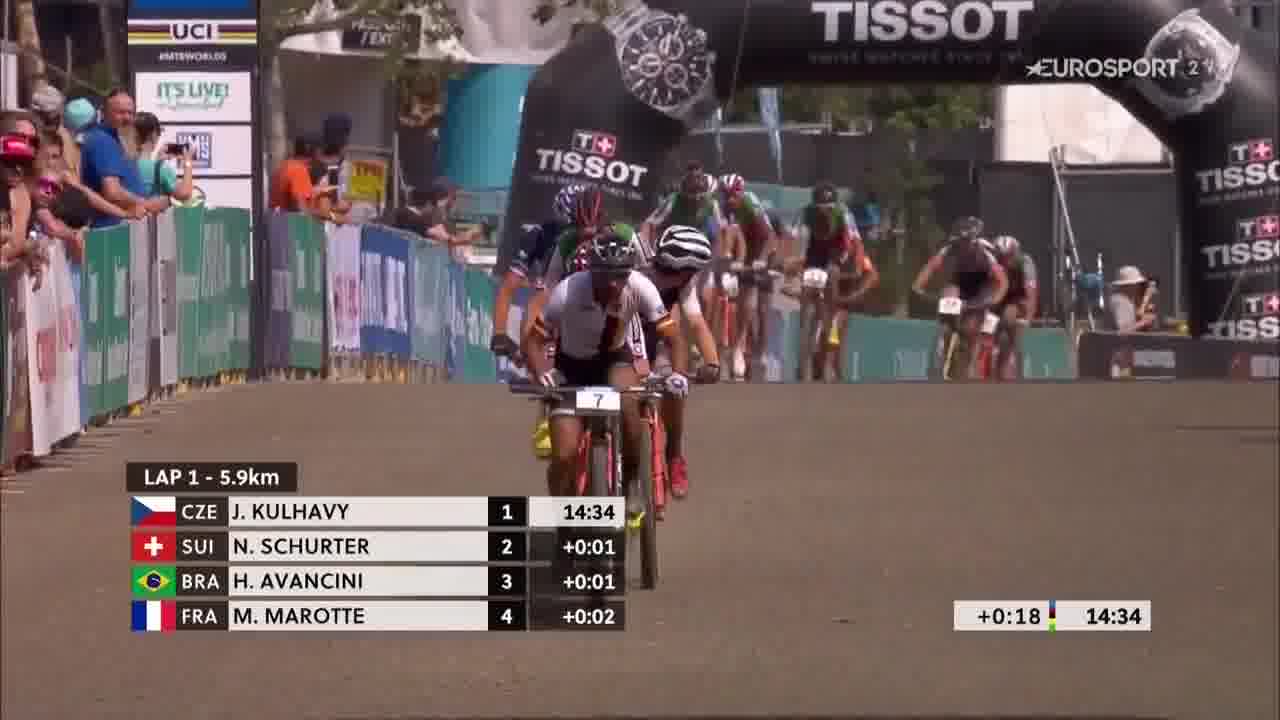 UCI
#MTBWORLDS
IT'S LIVE!
TISSOT
SWISS WATCHES SINCE 1853
EUROSPORT 2
TISSOT
TISSOT
TISSOT
7
LAP 1 - 5.9km
CZE J. KULHAVY 1 14:34
SUI N. SCHURTER 2 +0:01
BRA H. AVANCINI 3 +0:01
FRA M. MAROTTE 4 +0:02
+0:18 14:34